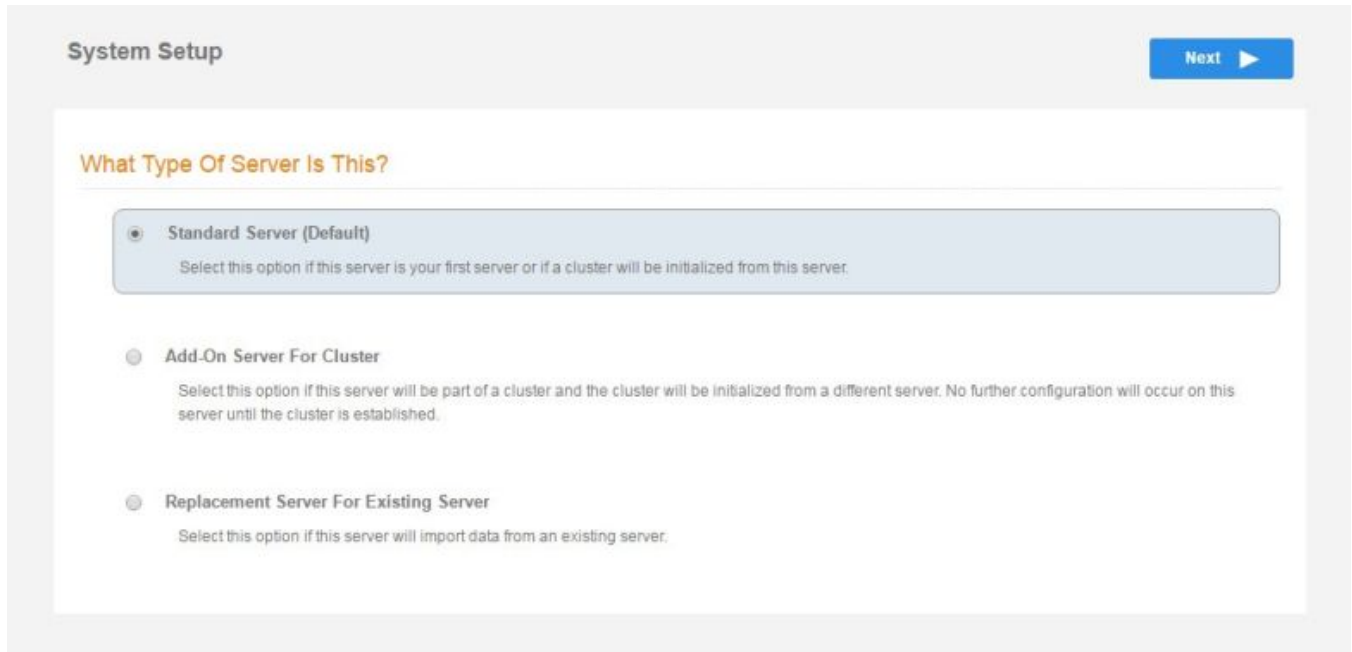 System Setup
Next
What Type Of Server Is This?
Standard Server (Default)
Select this option if this server is your first server or if a cluster will be initialized from this server.
Add-On Server For Cluster
Select this option if this server will be part of a cluster and the cluster will be initialized from a different server. No further configuration will occur on this
server until the cluster is established.
Replacement Server For Existing Server
Select this option if this server will import data from an existing server.